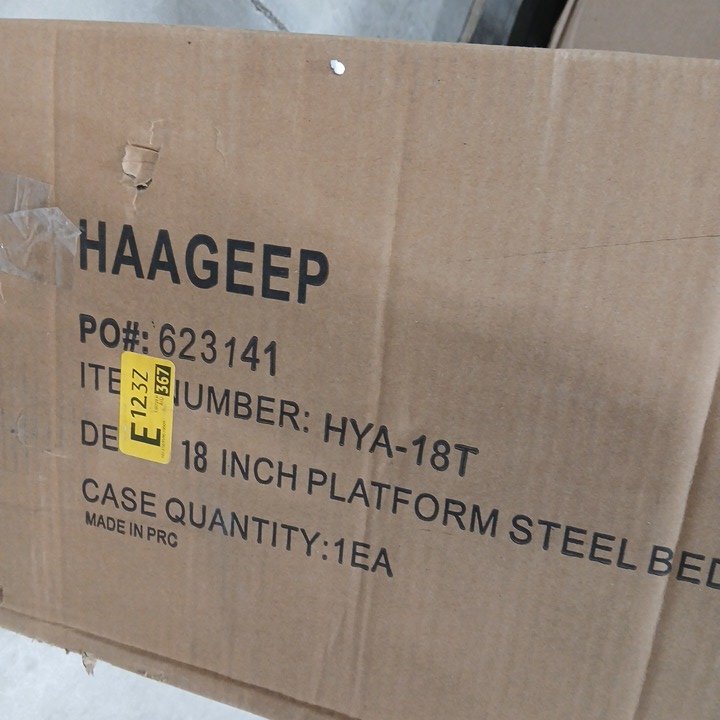 HAAGEEP
PO#: 623141
ITE NUMBER: HYA-18T
DE 18 INCH PLATFORM STEEL BED
CASE QUANTITY:1EA
MADE IN PRC
E 123Z
367